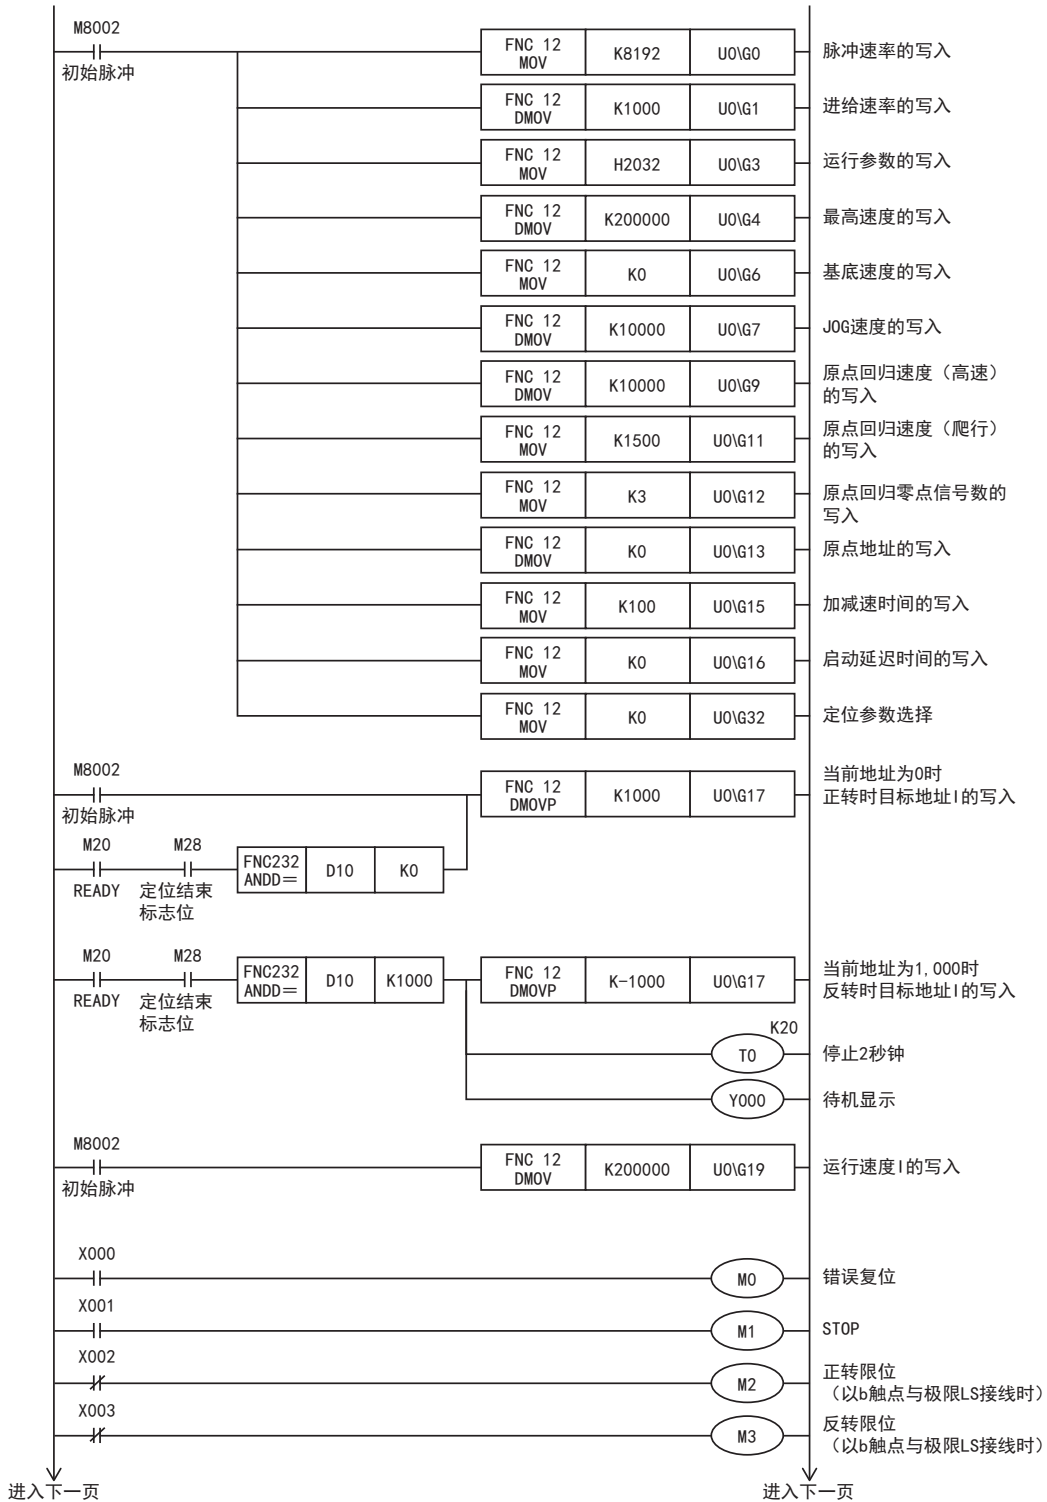 M8002
初始脉冲
FNC 12
MOV
K8192
U0\G0
脉冲速率的写入
FNC 12
DMOV
K1000
U0\G1
进给速率的写入
FNC 12
MOV
H2032
U0\G3
运行参数的写入
FNC 12
DMOV
K200000
U0\G4
最高速度的写入
FNC 12
MOV
K0
U0\G6
基底速度的写入
FNC 12
DMOV
K10000
U0\G7
JOG速度的写入
FNC 12
DMOV
K10000
U0\G9
原点回归速度（高速）
的写入
FNC 12
MOV
K1500
U0\G11
原点回归速度（爬行）
的写入
FNC 12
MOV
K3
U0\G12
原点回归零点信号数的
写入
FNC 12
DMOV
K0
U0\G13
原点地址的写入
FNC 12
MOV
K100
U0\G15
加减速时间的写入
FNC 12
MOV
K0
U0\G16
启动延迟时间的写入
FNC 12
MOV
K0
U0\G32
定位参数选择
M8002
初始脉冲
FNC 12
DMOVP
K1000
U0\G17
当前地址为0时
正转时目标地址I的写入
M20
READY
M28
定位结束
标志位
FNC232
ANDD=
D10
K0
M20
READY
M28
定位结束
标志位
FNC232
ANDD=
D10
K1000
FNC 12
DMOVP
K-1000
U0\G17
当前地址为1,000时
反转时目标地址I的写入
K20
T0
停止2秒钟
Y000
待机显示
M8002
初始脉冲
FNC 12
DMOV
K200000
U0\G19
运行速度I的写入
X000
M0
错误复位
X001
M1
STOP
X002
M2
正转限位
（以b触点与极限LS接线时）
X003
M3
反转限位
（以b触点与极限LS接线时）
进入下一页
进入下一页